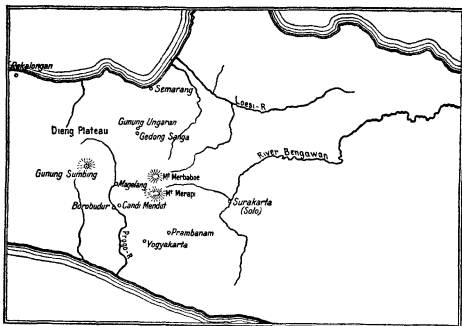 Pekalongan
Semarang
Loesi-R
Gunung Ungaran
Gedong Sanga
Dieng Plateau
River Bengawan
Gunung Sumbing
Mt Merbaboe
Magelang
Mt Merapi
Borobudur
Candi Mendut
Surakarta
(Solo)
Progo-R
Prambanam
Yogyakarta